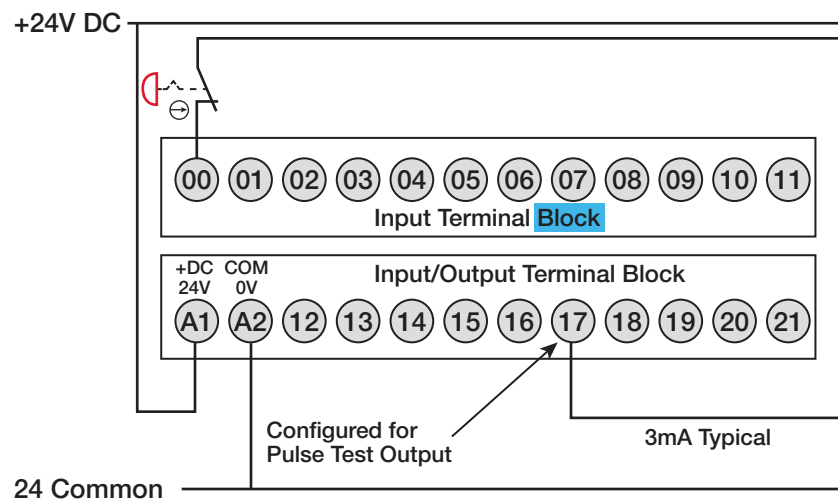 +24V DC
00 01 02 03 04 05 06 07 08 09 10 11
Input Terminal Block
+DC COM
24V 0V
Input/Output Terminal Block
A1 A2 12 13 14 15 16 17 18 19 20 21
Configured for
Pulse Test Output
3mA Typical
24 Common